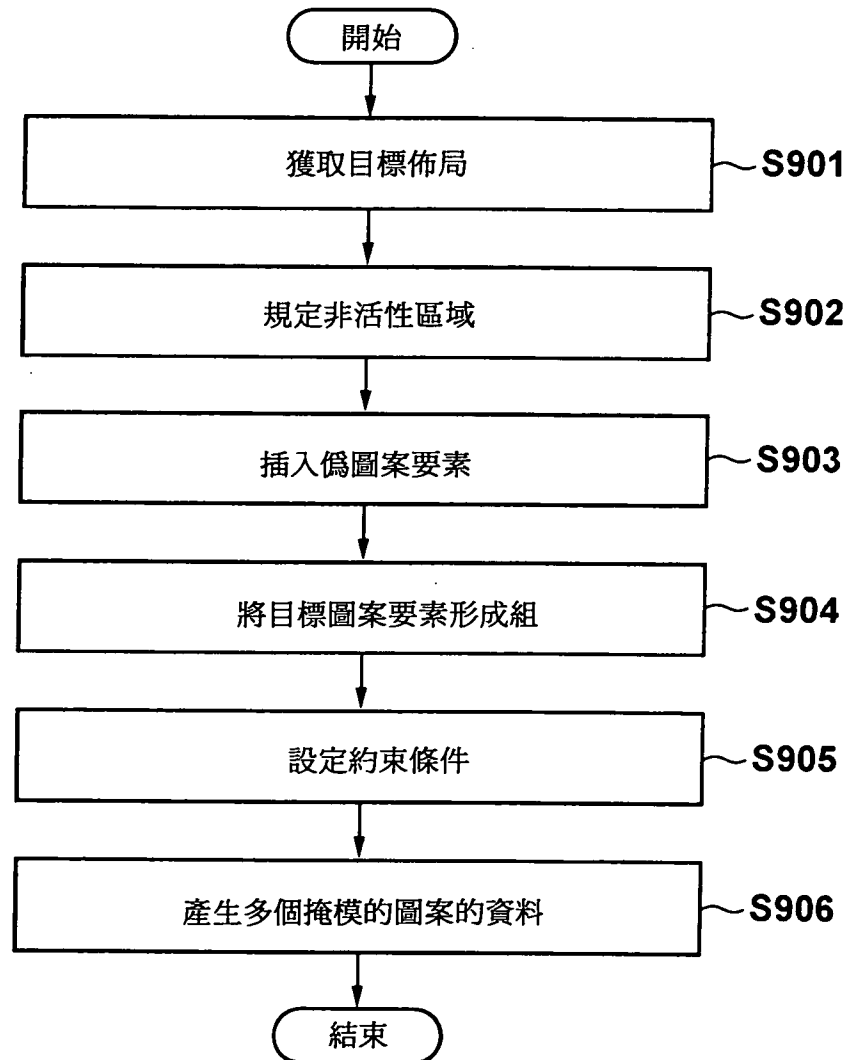 開始
獲取目標佈局
S901
規定非活性區域
S902
插入僞圖案要素
S903
將目標圖案要素形成組
S904
設定約束條件
S905
產生多個掩模的圖案的資料
S906
結束